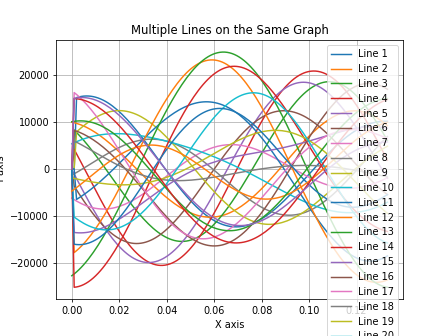 Multiple Lines on the Same Graph
20000
10000
0
−10000
−20000
0.00
0.02
0.04
0.06
0.08
0.10
X axis
Line 1
Line 2
Line 3
Line 4
Line 5
Line 6
Line 7
Line 8
Line 9
Line 10
Line 11
Line 12
Line 13
Line 14
Line 15
Line 16
Line 17
Line 18
Line 19
Line 20